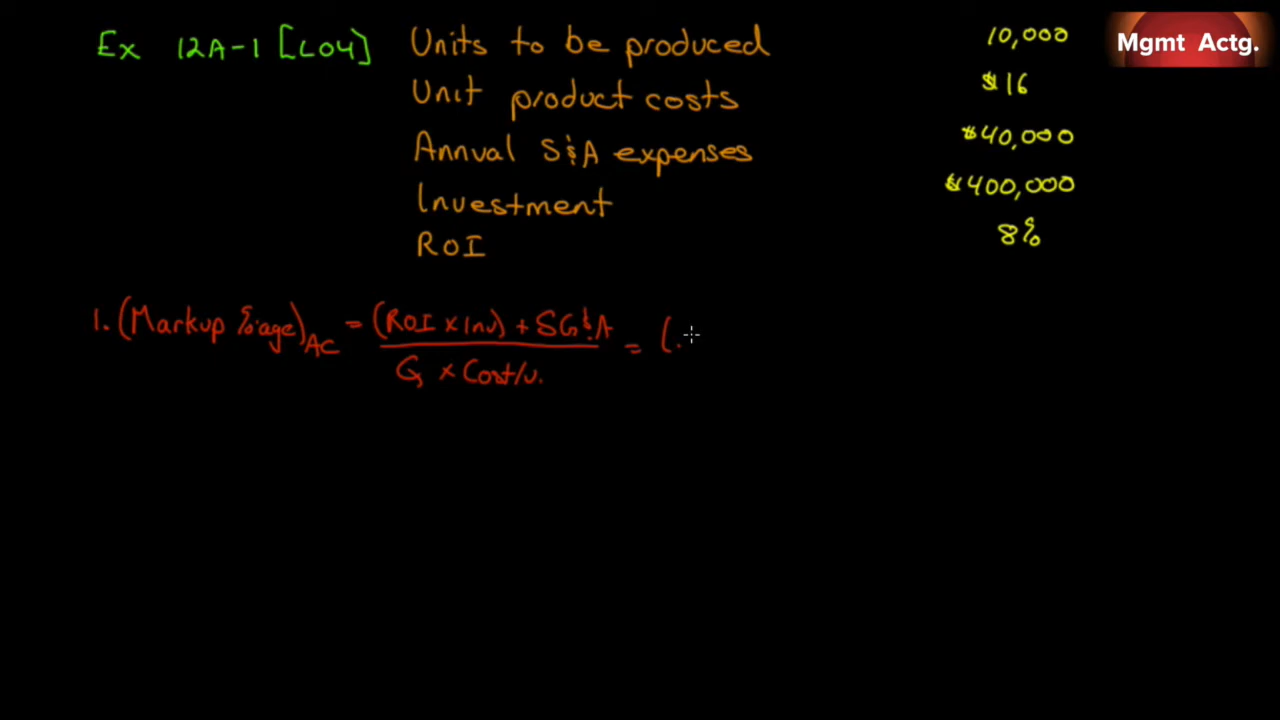 Ex 12A-1 [LO4] Units to be produced 10,000
Mgmt Actg.
Unit product costs $16
Annual S&A expenses $40,000
Investment $400,000
ROI 8%
1. (Markup %age)AC = (ROI x Inv) + SG&A = (.
Q x Cost/u.